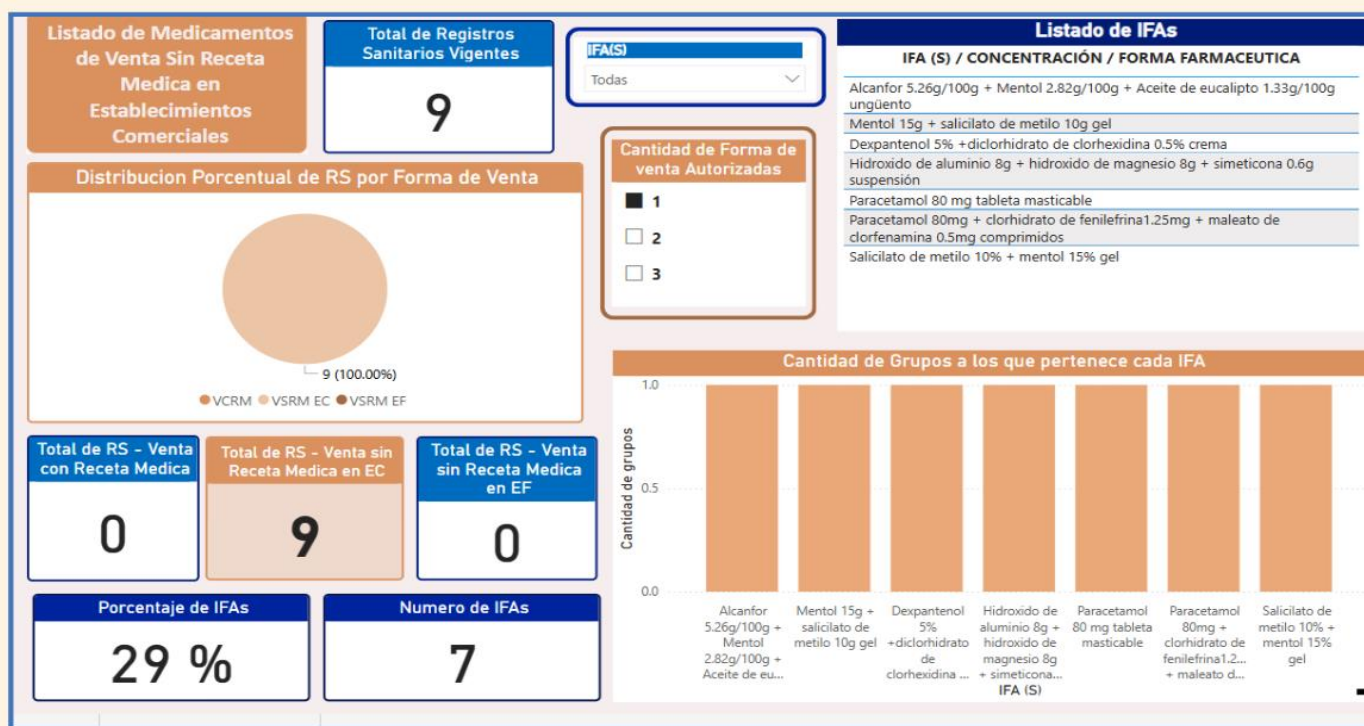 Listado de Medicamentos
de Venta Sin Receta
Medica en
Establecimientos
Comerciales
Total de Registros
Sanitarios Vigentes
9
IFA(S)
Todas
Cantidad de Forma de
venta Autorizadas
1
2
3
Listado de IFAs
IFA (S) / CONCENTRACIÓN / FORMA FARMACEUTICA
Alcanfor 5.26g/100g + Mentol 2.82g/100g + Aceite de eucalipto 1.33g/100g
ungüento
Mentol 15g + salicilato de metilo 10g gel
Dexpantenol 5% +diclorhidrato de clorhexidina 0.5% crema
Hidroxido de aluminio 8g + hidroxido de magnesio 8g + simeticona 0.6g
suspensión
Paracetamol 80 mg tableta masticable
Paracetamol 80mg + clorhidrato de fenilefrina1.25mg + maleato de
clorfenamina 0.5mg comprimidos
Salicilato de metilo 10% + mentol 15% gel
Distribucion Porcentual de RS por Forma de Venta
9 (100.00%)
VCRM VSRM EC VSRM EF
Total de RS - Venta
con Receta Medica
0
Total de RS - Venta sin
Receta Medica en EC
9
Total de RS - Venta
sin Receta Medica
en EF
0
Porcentaje de IFAs
29 %
Numero de IFAs
7
Cantidad de Grupos a los que pertenece cada IFA
Cantidad de grupos
1.0
0.5
0.0
Alcanfor
5.26g/100g +
Mentol
2.82g/100g +
Aceite de eu...
Mentol 15g +
salicilato de
metilo 10g gel
Dexpantenol
5%
+diclorhidrato
de
clorhexidina ...
Hidroxido de
aluminio 8g +
hidroxido de
magnesio 8g
+ simeticona...
Paracetamol
80 mg tableta
masticable
Paracetamol
80mg +
clorhidrato de
fenilefrina1.2...
+ maleato d...
Salicilato de
metilo 10% +
mentol 15%
gel
IFA (S)